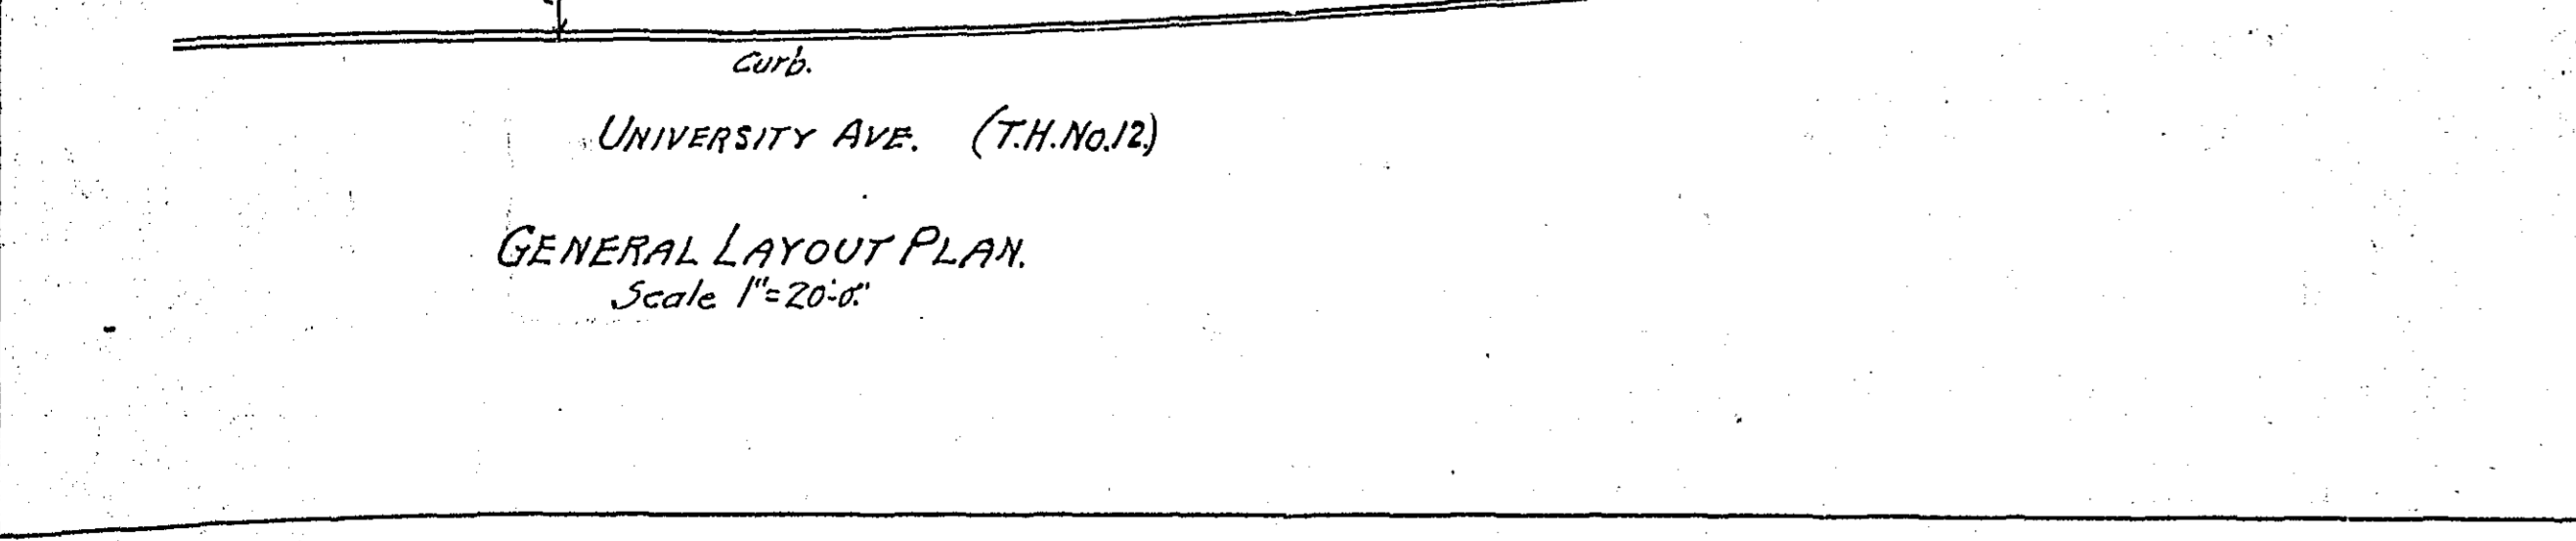 Curb.
UNIVERSITY AVE. (T.H.No.12.)
GENERAL LAYOUT PLAN.
Scale 1"=20'-0."